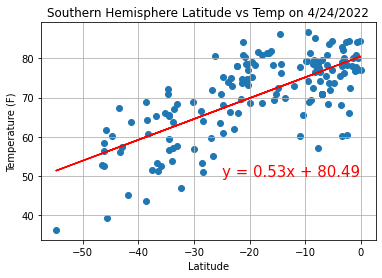 Southern Hemisphere Latitude vs Temp on 4/24/2022
Temperature (F)
80
70
60
50
40
y = 0.53x + 80.49
−50 −40 −30 −20 −10 0
Latitude